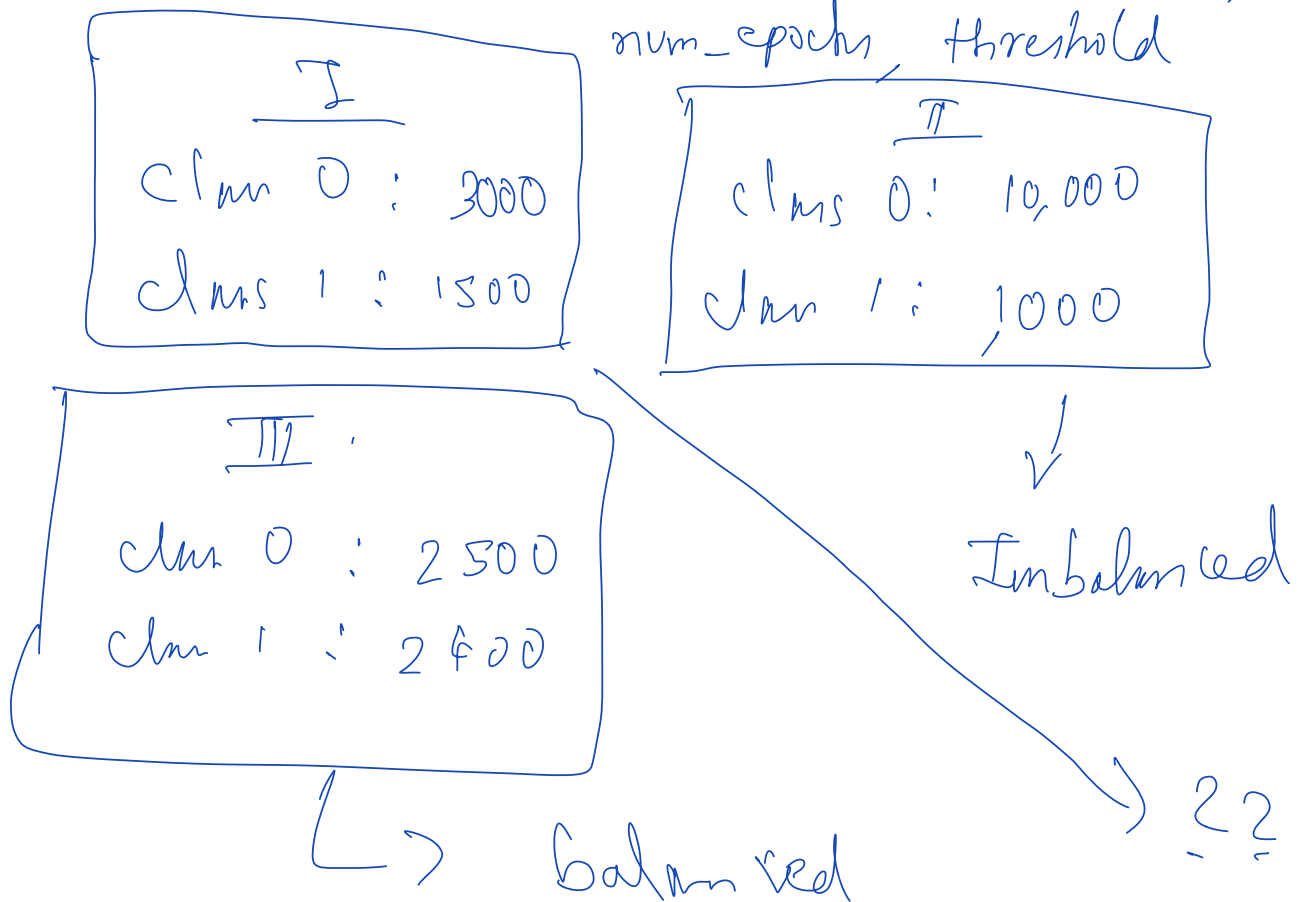 num_epochs, threshold
I
class 0 : 3000
class 1 : 1500
II
class 0: 10,000
class 1: 1000
III
class 0 : 2500
class 1 : 2400
Imbalanced
??
balanced